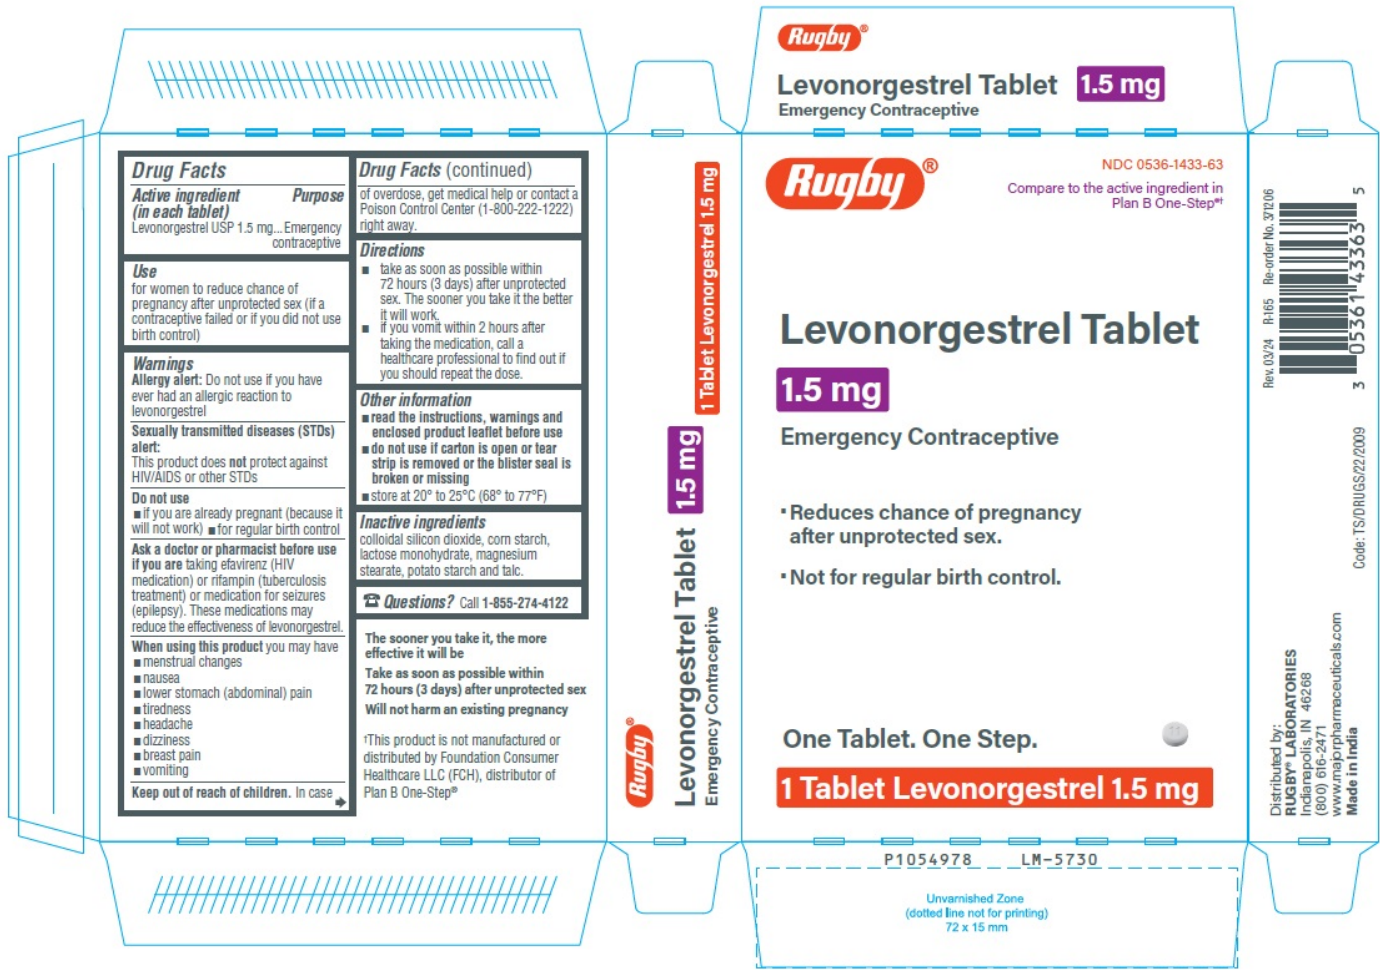 Rugby®
Levonorgestrel Tablet 1.5 mg
Emergency Contraceptive
Drug Facts
Active ingredient Purpose
(in each tablet)
Levonorgestrel USP 1.5 mg...Emergency
contraceptive
Use
for women to reduce chance of
pregnancy after unprotected sex (if a
contraceptive failed or if you did not use
birth control)
Warnings
Allergy alert: Do not use if you have
ever had an allergic reaction to
levonorgestrel
Sexually transmitted diseases (STDs)
alert:
This product does not protect against
HIV/AIDS or other STDs
Do not use
■ if you are already pregnant (because it
will not work) ■ for regular birth control
Ask a doctor or pharmacist before use
if you are taking efavirenz (HIV
medication) or rifampin (tuberculosis
treatment) or medication for seizures
(epilepsy). These medications may
reduce the effectiveness of levonorgestrel.
When using this product you may have
■ menstrual changes
■ nausea
■ lower stomach (abdominal) pain
■ tiredness
■ headache
■ dizziness
■ breast pain
■ vomiting
Keep out of reach of children. In case
Drug Facts (continued)
of overdose, get medical help or contact a
Poison Control Center (1-800-222-1222)
right away.
Directions
■ take as soon as possible within
72 hours (3 days) after unprotected
sex. The sooner you take it the better
it will work.
■ if you vomit within 2 hours after
taking the medication, call a
healthcare professional to find out if
you should repeat the dose.
Other information
■ read the instructions, warnings and
enclosed product leaflet before use
■ do not use if carton is open or tear
strip is removed or the blister seal is
broken or missing
■ store at 20° to 25°C (68° to 77°F)
Inactive ingredients
colloidal silicon dioxide, corn starch,
lactose monohydrate, magnesium
stearate, potato starch and talc.
☎ Questions? Call 1-855-274-4122
The sooner you take it, the more
effective it will be
Take as soon as possible within
72 hours (3 days) after unprotected sex
Will not harm an existing pregnancy
†This product is not manufactured or
distributed by Foundation Consumer
Healthcare LLC (FCH), distributor of
Plan B One-Step®
Rugby®
Levonorgestrel Tablet 1.5 mg
Emergency Contraceptive
1 Tablet Levonorgestrel 1.5 mg
Rugby®
NDC 0536-1433-63
Compare to the active ingredient in
Plan B One-Step®†
Levonorgestrel Tablet
1.5 mg
Emergency Contraceptive
▪ Reduces chance of pregnancy
after unprotected sex.
▪ Not for regular birth control.
One Tablet. One Step.
1 Tablet Levonorgestrel 1.5 mg
P1054978 LM-5730
Unvarnished Zone
(dotted line not for printing)
72 x 15 mm
Rev. 03/24 R-165 Re-order No. 371206
3 05361 43363 5
Code: TS/DRUGS/22/2009
Distributed by:
RUGBY® LABORATORIES
Indianapolis, IN 46268
(800) 616-2471
www.majorpharmaceuticals.com
Made in India